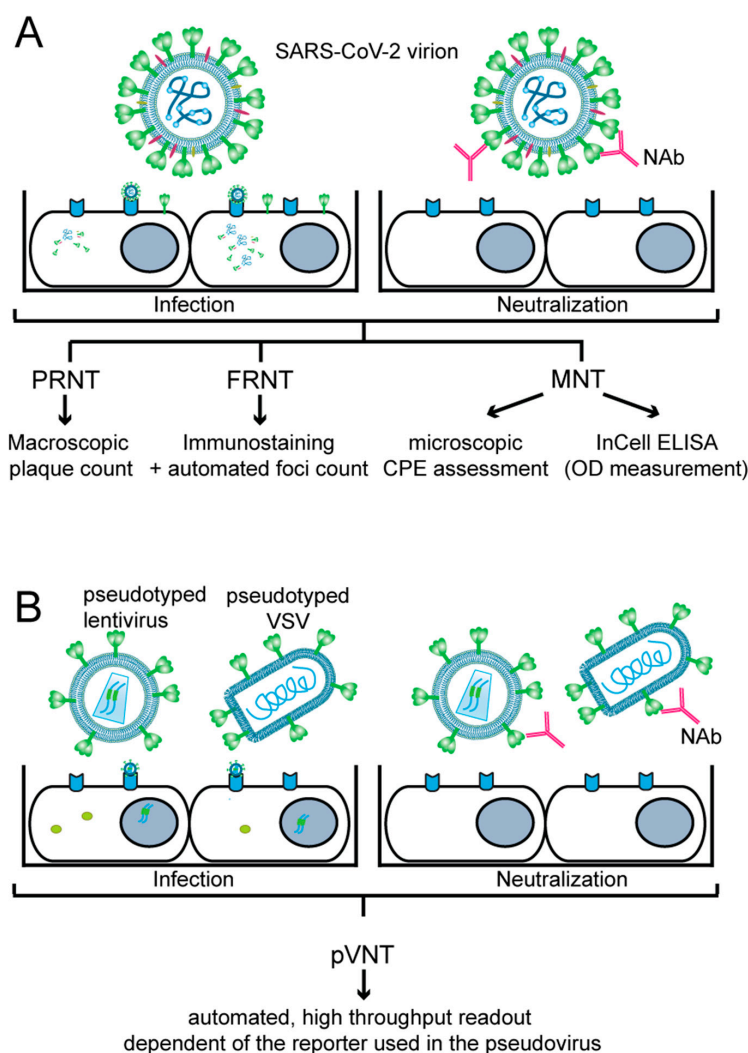 A
SARS-CoV-2 virion
NAb
Infection
Neutralization
PRNT
FRNT
MNT
Macroscopic
plaque count
Immunostaining
+ automated foci count
microscopic
CPE assessment
InCell ELISA
(OD measurement)
B
pseudotyped
lentivirus
pseudotyped
VSV
NAb
Infection
Neutralization
pVNT
automated, high throughput readout
dependent of the reporter used in the pseudovirus